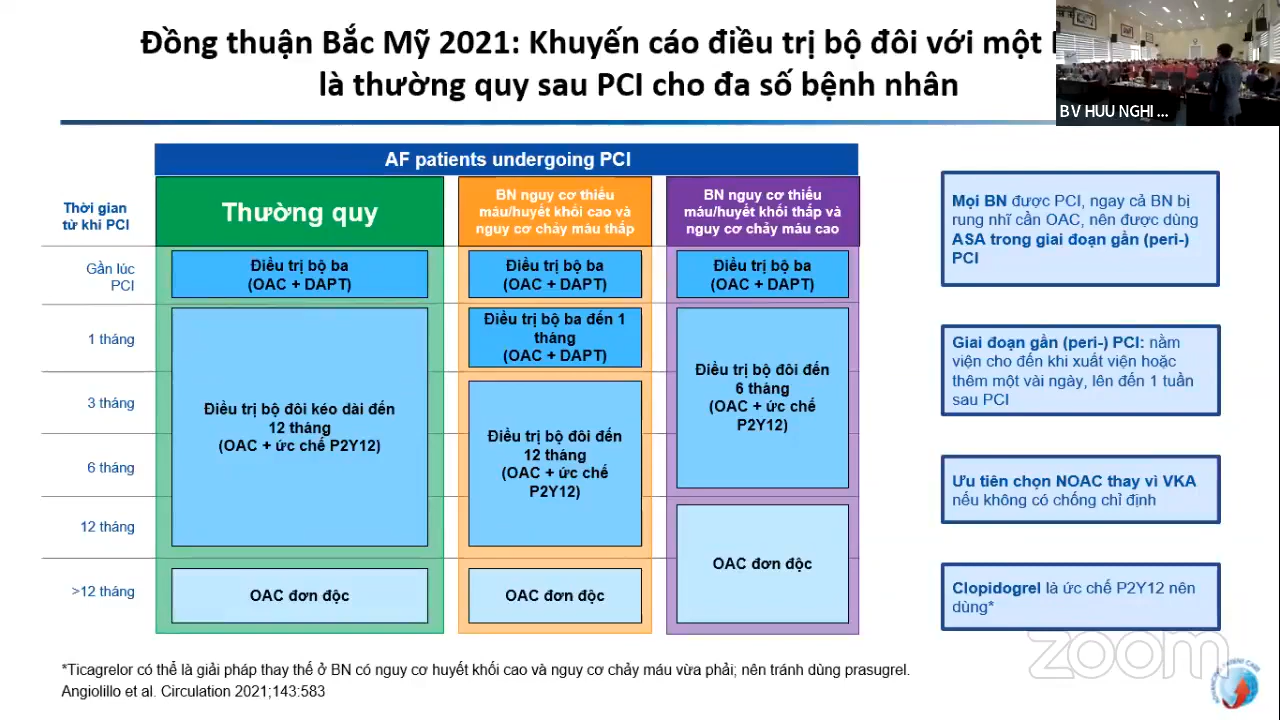 Đồng thuận Bắc Mỹ 2021: Khuyến cáo điều trị bộ đôi với một
là thường quy sau PCI cho đa số bệnh nhân
BV HUU NGHI ...
AF patients undergoing PCI
Thời gian
từ khi PCI
Thường quy
BN nguy cơ thiếu
máu/huyết khối cao và
nguy cơ chảy máu thấp
BN nguy cơ thiếu
máu/huyết khối thấp và
nguy cơ chảy máu cao
Gần lúc
PCI
Điều trị bộ ba
(OAC + DAPT)
Điều trị bộ ba
(OAC + DAPT)
Điều trị bộ ba
(OAC + DAPT)
1 tháng
3 tháng
6 tháng
12 tháng
>12 tháng
Điều trị bộ đôi kéo dài đến
12 tháng
(OAC + ức chế P2Y12)
OAC đơn độc
Điều trị bộ ba đến 1
tháng
(OAC + DAPT)
Điều trị bộ đôi đến
12 tháng
(OAC + ức chế
P2Y12)
OAC đơn độc
Điều trị bộ đôi đến
6 tháng
(OAC + ức chế
P2Y12)
OAC đơn độc
Mọi BN được PCI, ngay cả BN bị
rung nhĩ cần OAC, nên được dùng
ASA trong giai đoạn gần (peri-)
PCI
Giai đoạn gần (peri-) PCI: nằm
viện cho đến khi xuất viện hoặc
thêm một vài ngày, lên đến 1 tuần
sau PCI
Ưu tiên chọn NOAC thay vì VKA
nếu không có chống chỉ định
Clopidogrel là ức chế P2Y12 nên
dùng*
zoom
*Ticagrelor có thể là giải pháp thay thế ở BN có nguy cơ huyết khối cao và nguy cơ chảy máu vừa phải; nên tránh dùng prasugrel.
Angiolillo et al. Circulation 2021;143:583